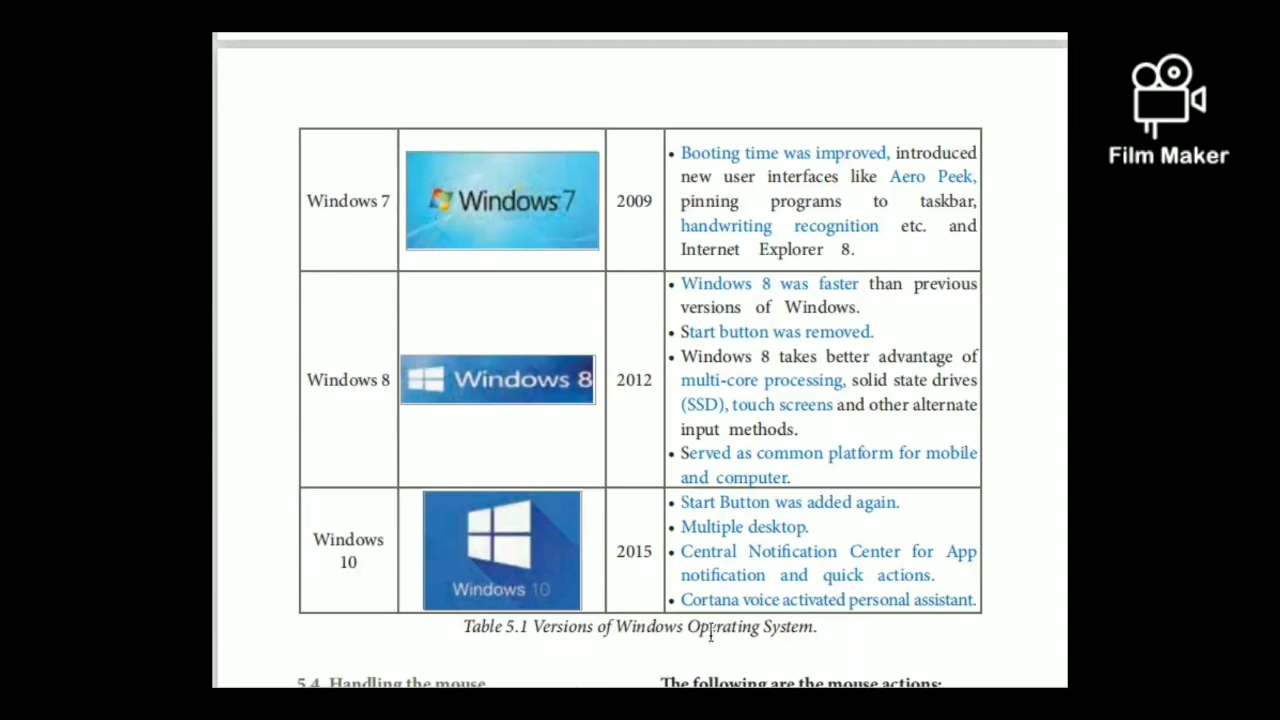 Film Maker
Windows 7
Windows 7
2009
• Booting time was improved, introduced
new user interfaces like Aero Peek,
pinning programs to taskbar,
handwriting recognition etc. and
Internet Explorer 8.
Windows 8
Windows 8
2012
• Windows 8 was faster than previous
versions of Windows.
• Start button was removed.
• Windows 8 takes better advantage of
multi-core processing, solid state drives
(SSD), touch screens and other alternate
input methods.
• Served as common platform for mobile
and computer.
Windows
10
Windows 10
2015
• Start Button was added again.
• Multiple desktop.
• Central Notification Center for App
notification and quick actions.
• Cortana voice activated personal assistant.
Table 5.1 Versions of Windows Operating System.
5.4 Handling the mouse
The following are the mouse actions: